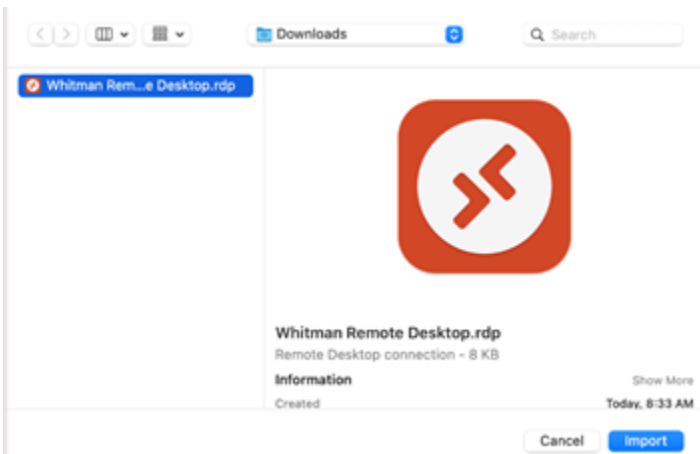 Downloads
Search
Whitman Rem...e Desktop.rdp
Whitman Remote Desktop.rdp
Remote Desktop connection - 8 KB
Information Show More
Created Today, 8:33 AM
Cancel Import